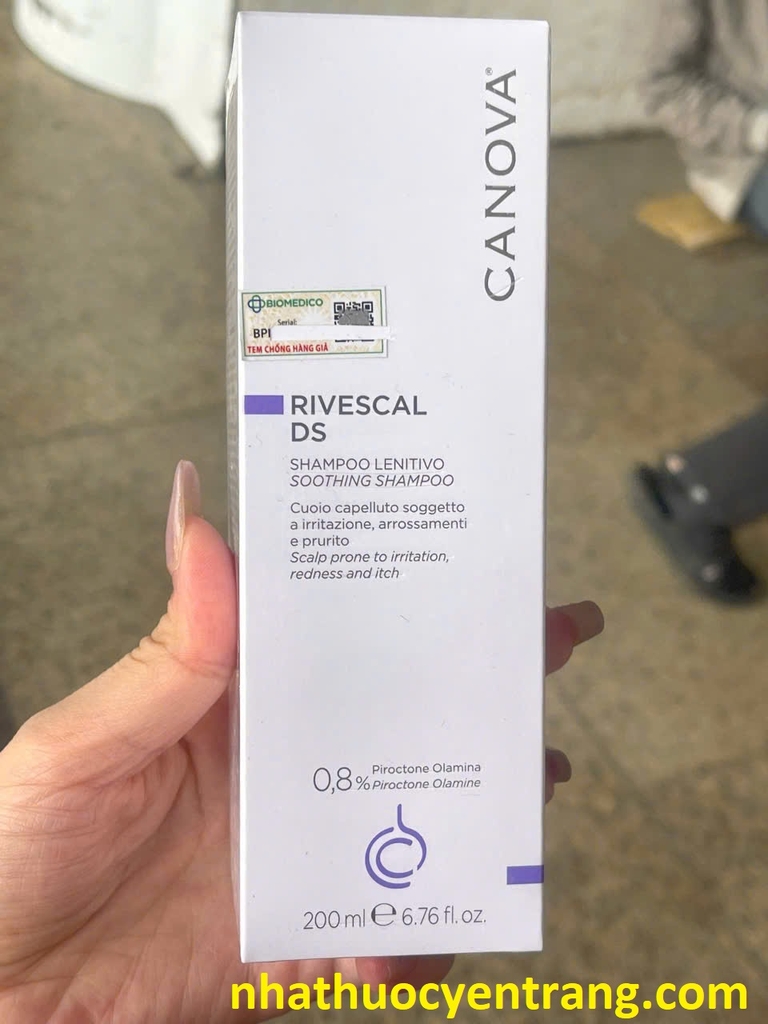 CANOVA®
BIOMEDICO
Serial:
BPI
TEM CHỐNG HÀNG GIẢ
RIVESCAL
DS
SHAMPOO LENITIVO
SOOTHING SHAMPOO
Cuoio capelluto soggetto
a irritazione, arrossamenti
e prurito
Scalp prone to irritation,
redness and itch
0,8% Piroctone Olamina
Piroctone Olamine
200 ml ℮ 6.76 fl. oz.
nhathuocyentrang.com